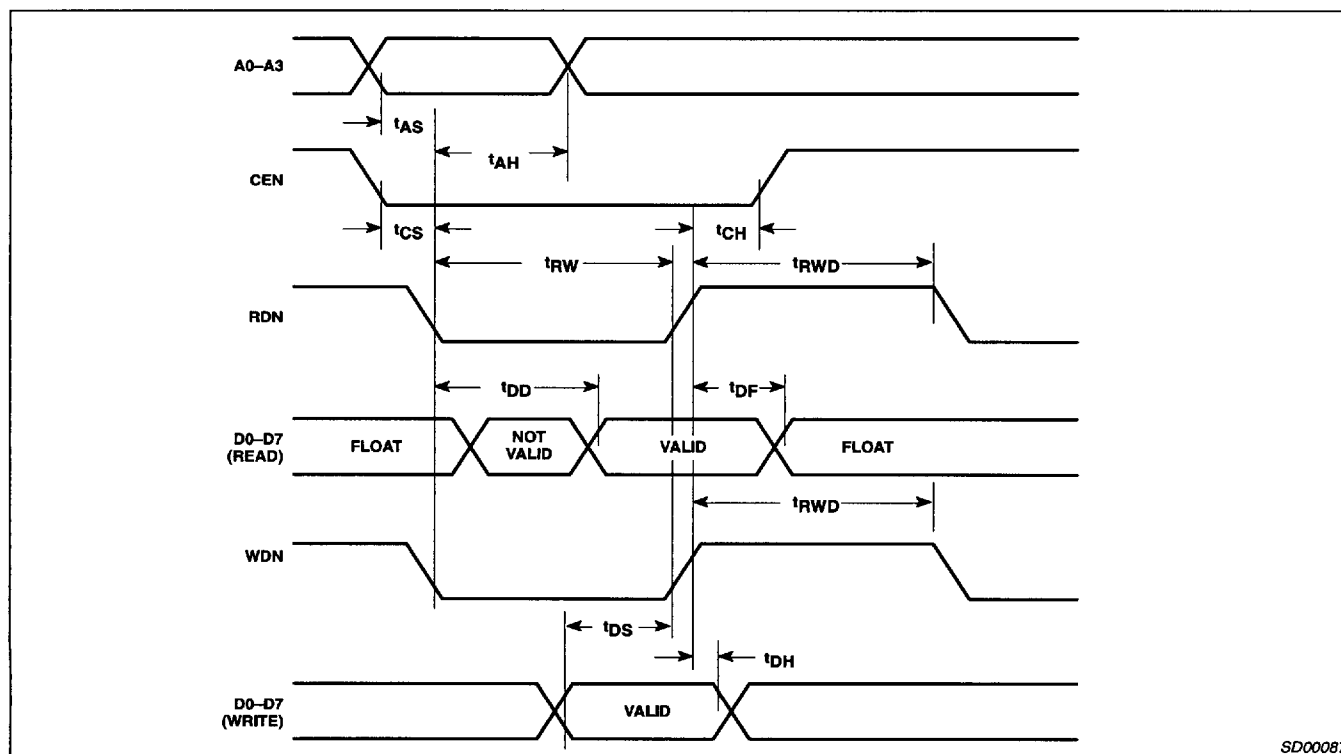 A0–A3
tAS
tAH
CEN
tCS
tCH
tRW
tRWD
RDN
tDD
tDF
D0–D7
(READ)
FLOAT
NOT
VALID
VALID
FLOAT
tRWD
WDN
tDS
tDH
D0–D7
(WRITE)
VALID